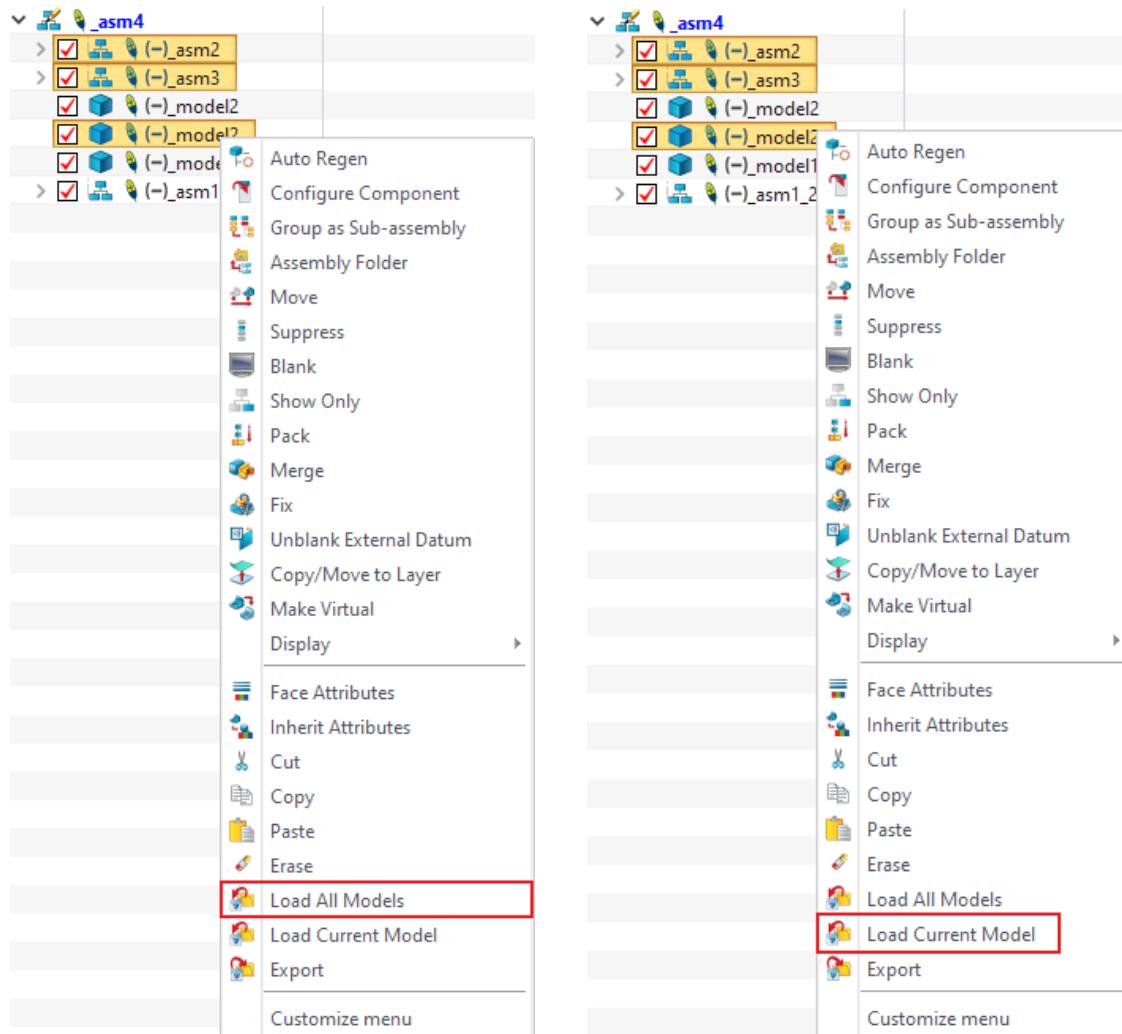 _asm4
(-)_asm2
(-)_asm3
(-)_model2
(-)_model2
(-)_mode
(-)_asm1
Auto Regen
Configure Component
Group as Sub-assembly
Assembly Folder
Move
Suppress
Blank
Show Only
Pack
Merge
Fix
Unblank External Datum
Copy/Move to Layer
Make Virtual
Display
Face Attributes
Inherit Attributes
Cut
Copy
Paste
Erase
Load All Models
Load Current Model
Export
Customize menu
_asm4
(-)_asm2
(-)_asm3
(-)_model2
(-)_model2
(-)_model1
(-)_asm1_2
Auto Regen
Configure Component
Group as Sub-assembly
Assembly Folder
Move
Suppress
Blank
Show Only
Pack
Merge
Fix
Unblank External Datum
Copy/Move to Layer
Make Virtual
Display
Face Attributes
Inherit Attributes
Cut
Copy
Paste
Erase
Load All Models
Load Current Model
Export
Customize menu